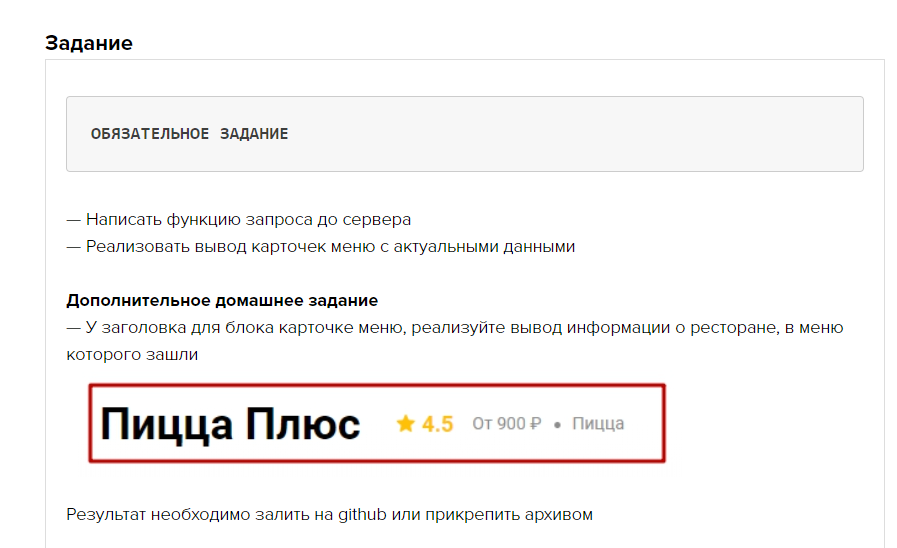 Задание
ОБЯЗАТЕЛЬНОЕ ЗАДАНИЕ
— Написать функцию запроса до сервера
— Реализовать вывод карточек меню с актуальными данными
Дополнительное домашнее задание
— У заголовка для блока карточке меню, реализуйте вывод информации о ресторане, в меню
которого зашли
Пицца Плюс ★ 4.5 От 900 ₽ • Пицца
Результат необходимо залить на github или прикрепить архивом